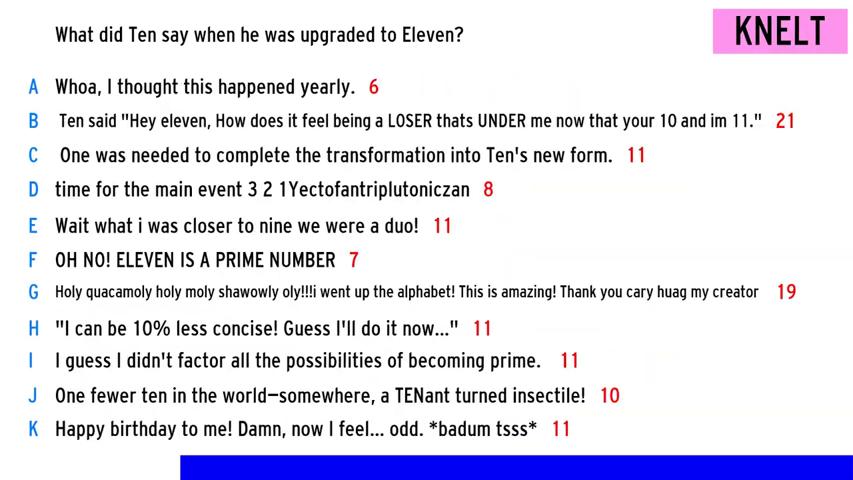 What did Ten say when he was upgraded to Eleven?
KNELT
A Whoa, I thought this happened yearly. 6
B Ten said "Hey eleven, How does it feel being a LOSER thats UNDER me now that your 10 and im 11." 21
C One was needed to complete the transformation into Ten's new form. 11
D time for the main event 3 2 1Yectofantriplutoniczan 8
E Wait what i was closer to nine we were a duo! 11
F OH NO! ELEVEN IS A PRIME NUMBER 7
G Holy quacamoly holy moly shawowly oly!!!i went up the alphabet! This is amazing! Thank you cary huag my creator 19
H "I can be 10% less concise! Guess I'll do it now..." 11
I I guess I didn't factor all the possibilities of becoming prime. 11
J One fewer ten in the world—somewhere, a TENant turned insectile! 10
K Happy birthday to me! Damn, now I feel... odd. *badum tsss* 11